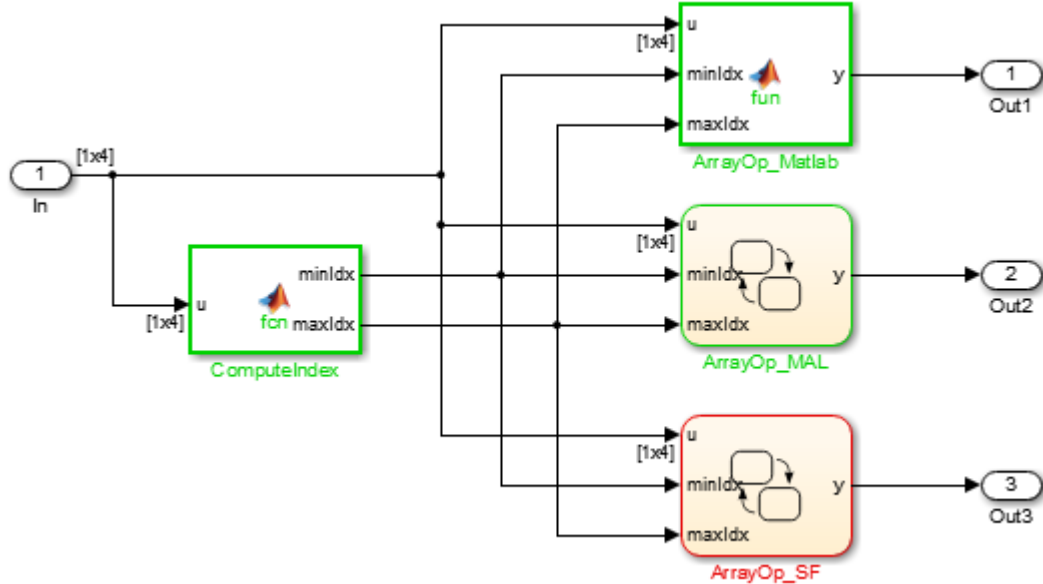 u
[1x4]
minIdx
fun
y
maxIdx
ArrayOp_Matlab
1
Out1
[1x4]
1
In
u
[1x4]
fcn
minIdx
maxIdx
ComputeIndex
u
[1x4]
minIdx
y
maxIdx
ArrayOp_MAL
2
Out2
u
[1x4]
minIdx
y
maxIdx
ArrayOp_SF
3
Out3